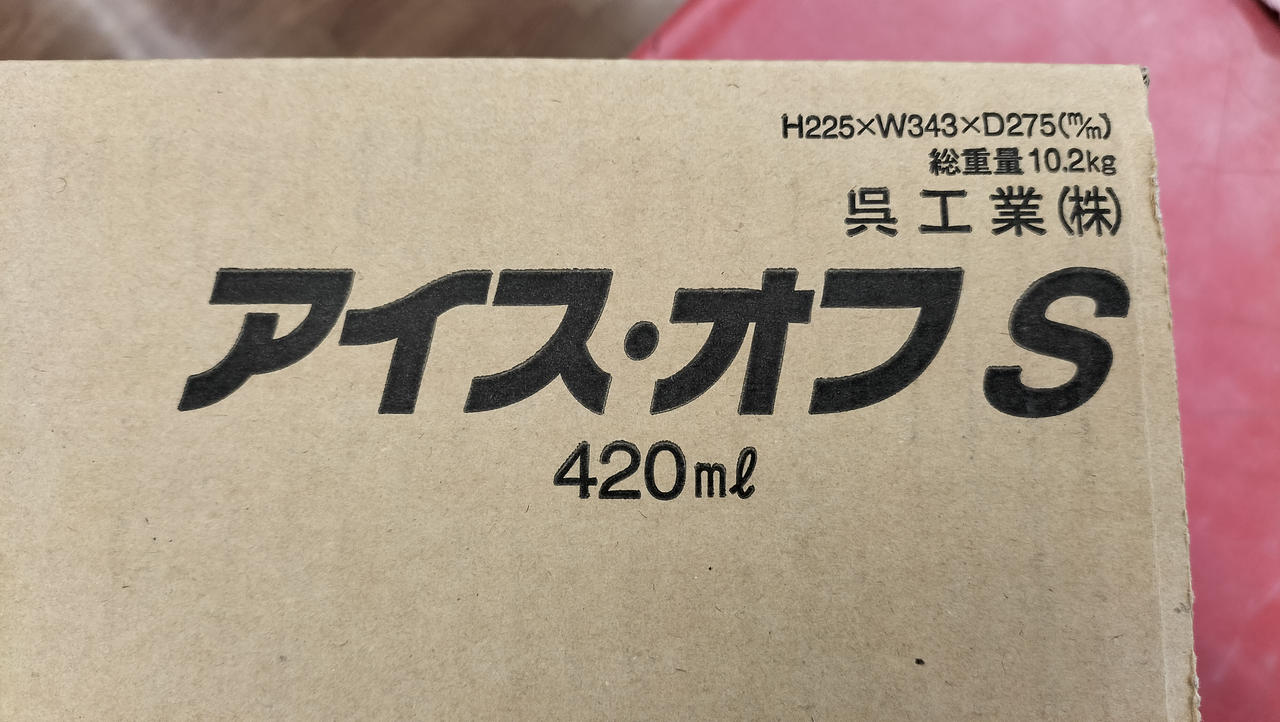 H225×W343×D275(㎜)
総重量10.2kg
呉工業(株)
アイス・オフS
420mℓ